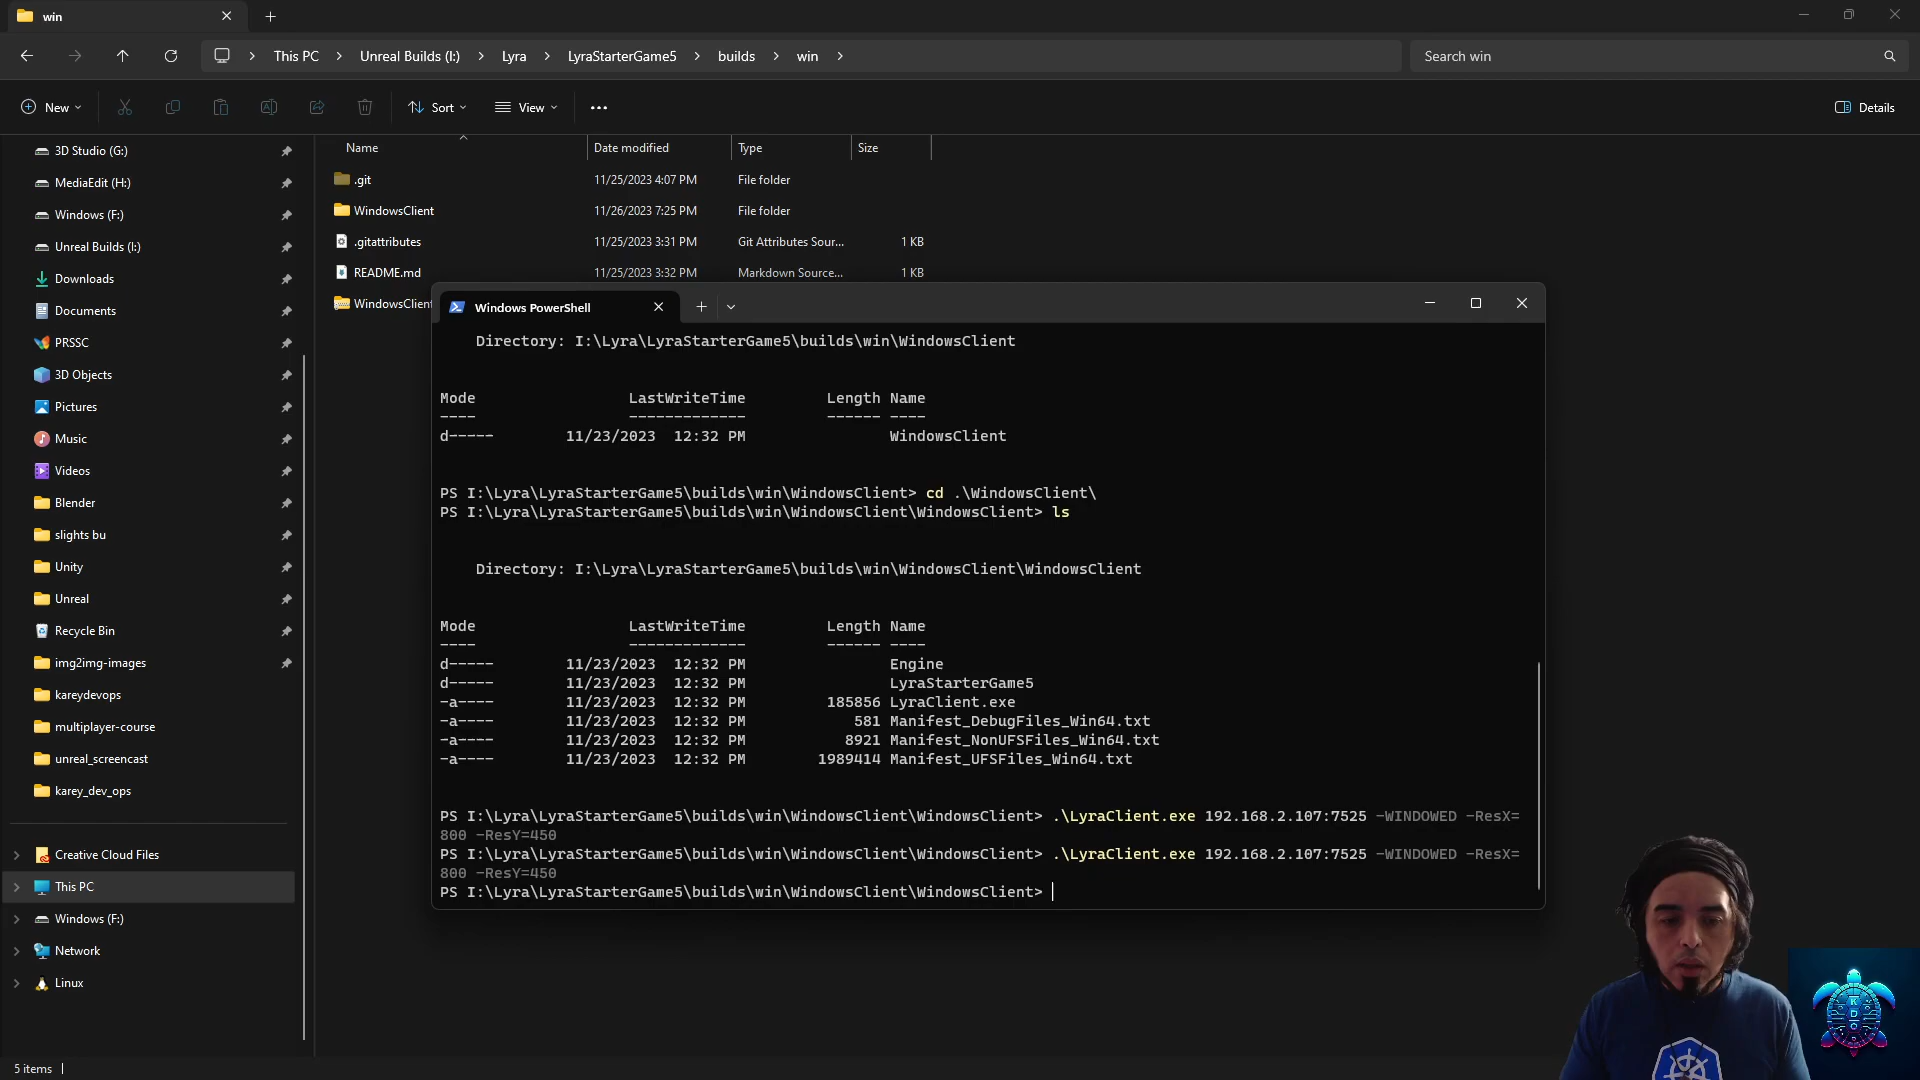 win
This PC
Unreal Builds (I:)
Lyra
LyraStarterGame5
builds
win
Search win
New
Sort
View
Details
3D Studio (G:)
MediaEdit (H:)
Windows (F:)
Unreal Builds (I:)
Downloads
Documents
PRSSC
3D Objects
Pictures
Music
Videos
Blender
slights bu
Unity
Unreal
Recycle Bin
img2img-images
kareydevops
multiplayer-course
unreal_screencast
karey_dev_ops
Creative Cloud Files
This PC
Windows (F:)
Network
Linux
5 items
Name Date modified Type Size
.git 11/25/2023 4:07 PM File folder
WindowsClient 11/26/2023 7:25 PM File folder
.gitattributes 11/25/2023 3:31 PM Git Attributes Sour... 1 KB
README.md 11/25/2023 3:32 PM Markdown Source... 1 KB
WindowsClient
Windows PowerShell
Directory: I:\Lyra\LyraStarterGame5\builds\win\WindowsClient
Mode LastWriteTime Length Name
---- ------------- ------ ----
d----- 11/23/2023 12:32 PM WindowsClient
PS I:\Lyra\LyraStarterGame5\builds\win\WindowsClient> cd .\WindowsClient\
PS I:\Lyra\LyraStarterGame5\builds\win\WindowsClient\WindowsClient> ls
Directory: I:\Lyra\LyraStarterGame5\builds\win\WindowsClient\WindowsClient
Mode LastWriteTime Length Name
---- ------------- ------ ----
d----- 11/23/2023 12:32 PM Engine
d----- 11/23/2023 12:32 PM LyraStarterGame5
-a---- 11/23/2023 12:32 PM 185856 LyraClient.exe
-a---- 11/23/2023 12:32 PM 581 Manifest_DebugFiles_Win64.txt
-a---- 11/23/2023 12:32 PM 8921 Manifest_NonUFSFiles_Win64.txt
-a---- 11/23/2023 12:32 PM 1989414 Manifest_UFSFiles_Win64.txt
PS I:\Lyra\LyraStarterGame5\builds\win\WindowsClient\WindowsClient> .\LyraClient.exe 192.168.2.107:7525 -WINDOWED -ResX=
800 -ResY=450
PS I:\Lyra\LyraStarterGame5\builds\win\WindowsClient\WindowsClient> .\LyraClient.exe 192.168.2.107:7525 -WINDOWED -ResX=
800 -ResY=450
PS I:\Lyra\LyraStarterGame5\builds\win\WindowsClient\WindowsClient>
K
D O